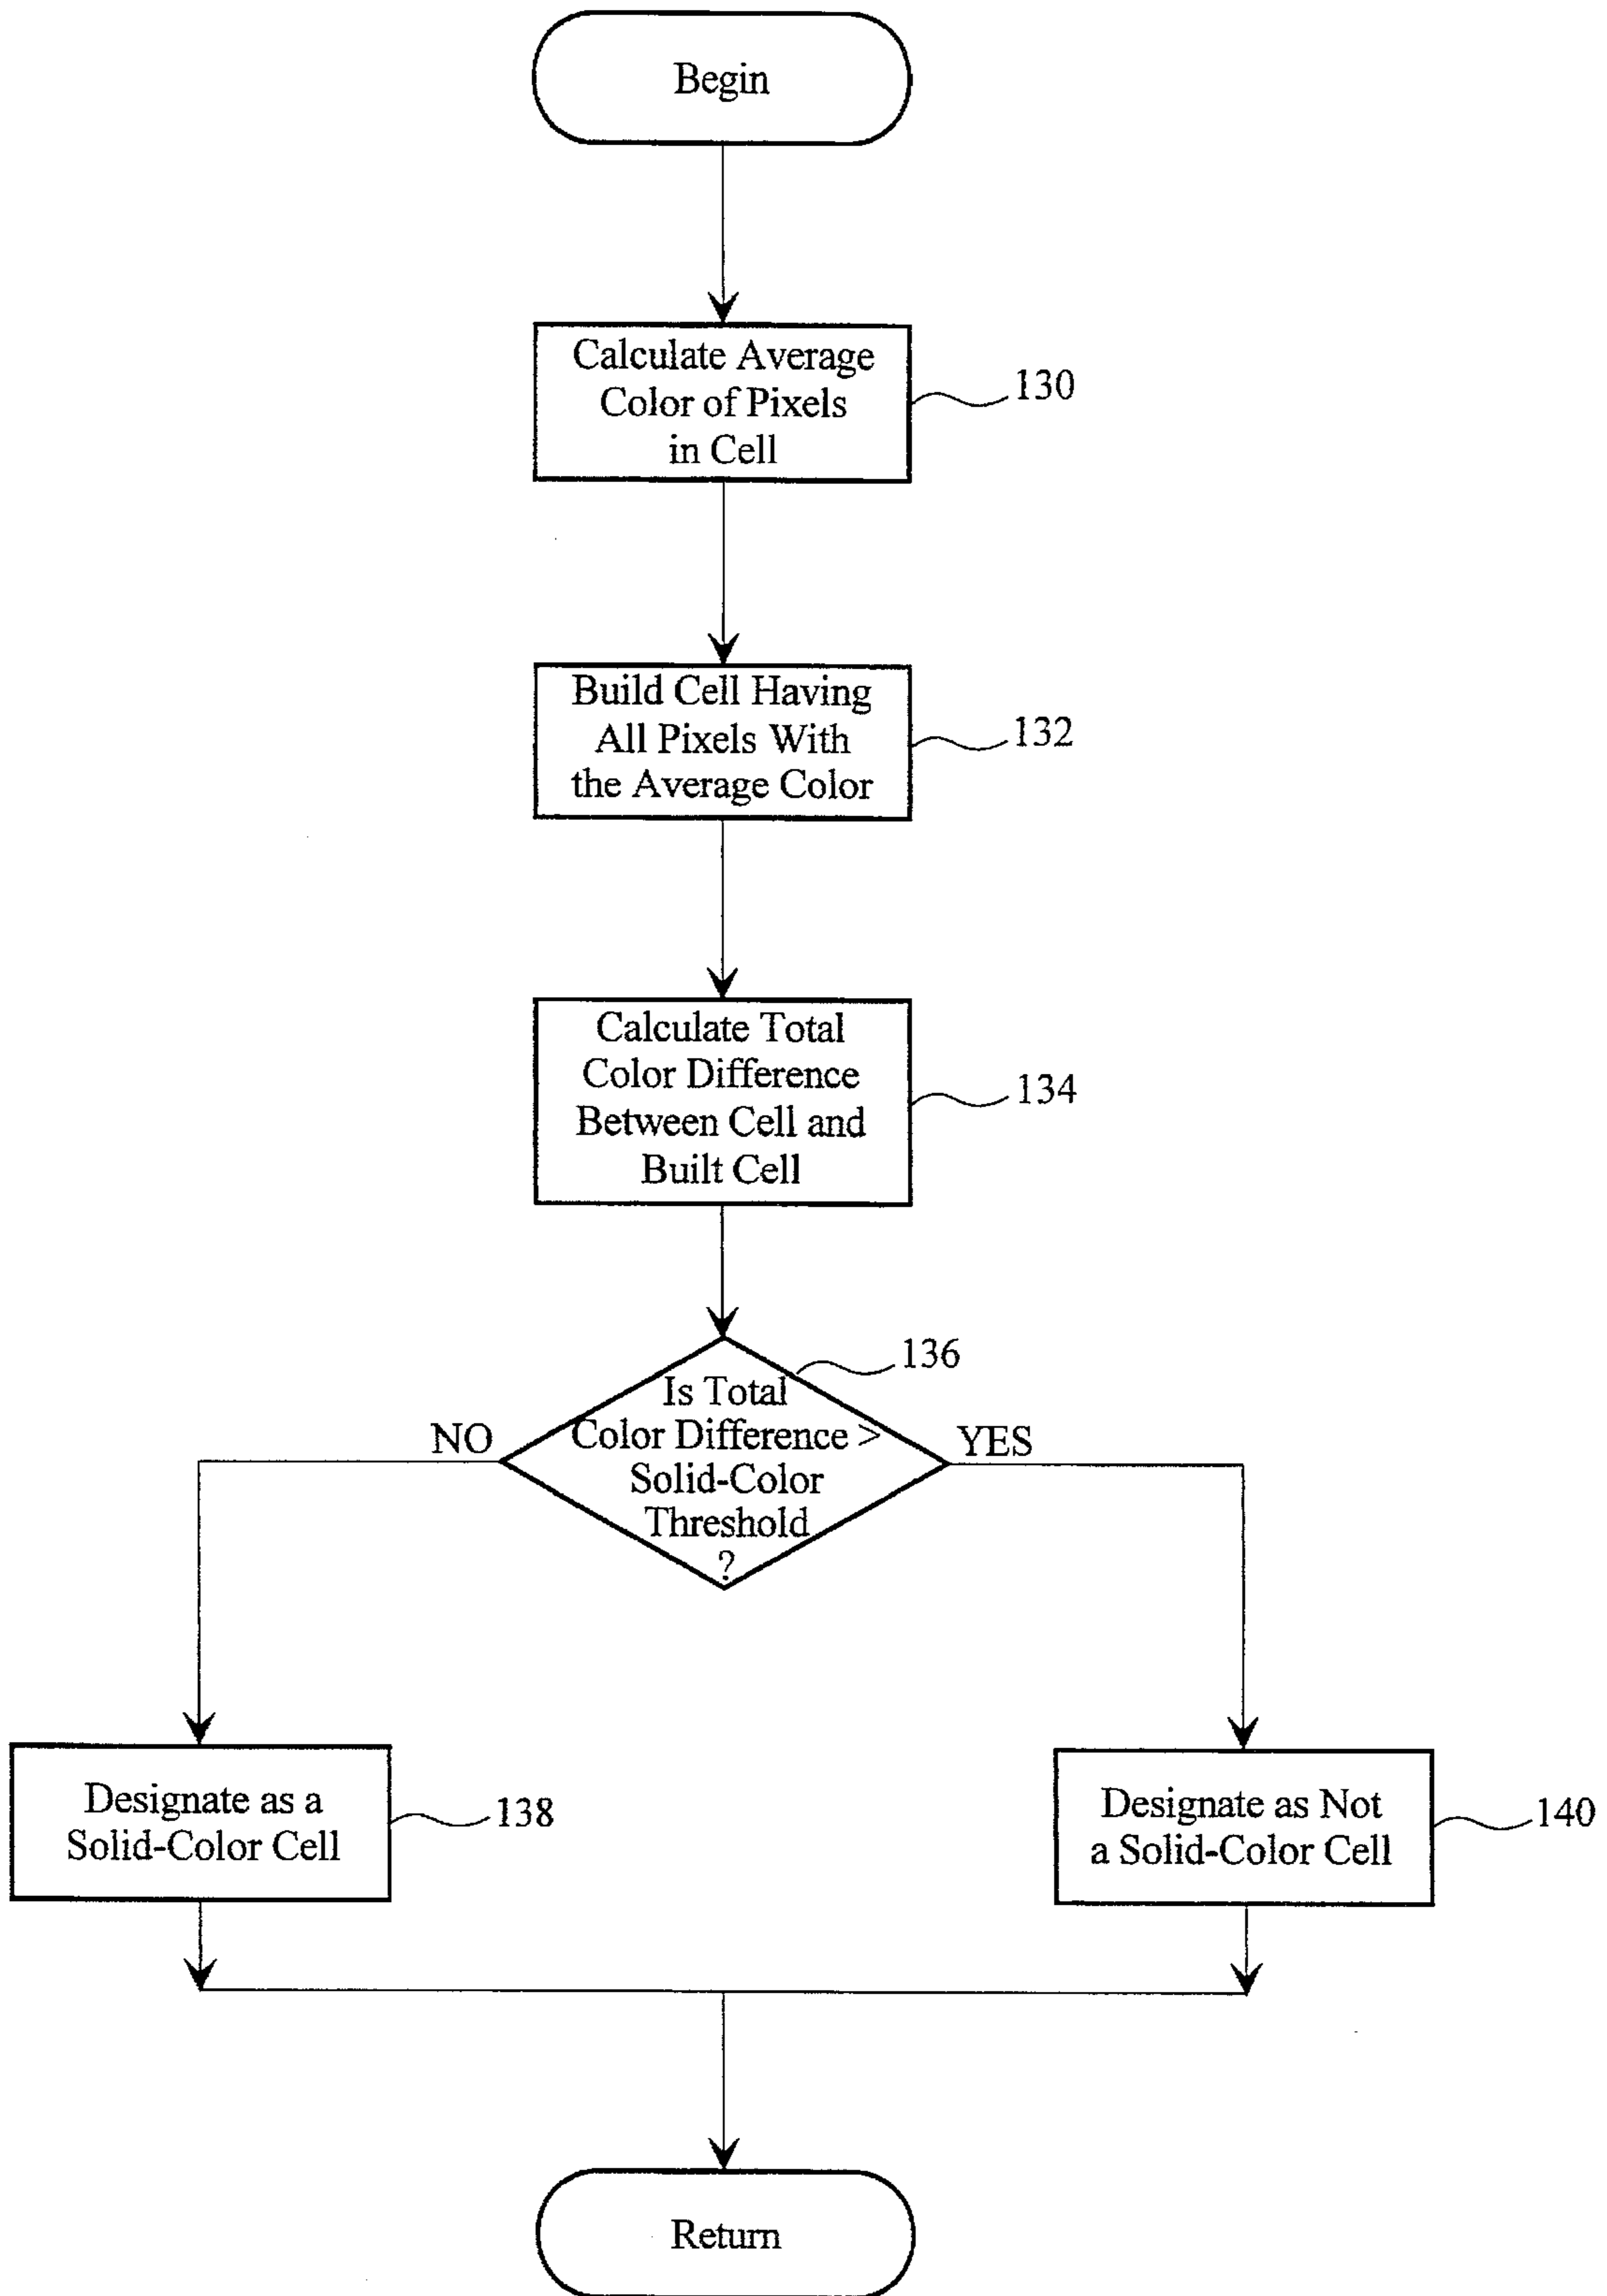 Begin
Calculate Average
Color of Pixels
in Cell
130
Build Cell Having
All Pixels With
the Average Color
132
Calculate Total
Color Difference
Between Cell and
Built Cell
134
136
Is Total
Color Difference >
Solid-Color
Threshold
?
NO
YES
Designate as a
Solid-Color Cell
138
Designate as Not
a Solid-Color Cell
140
Return